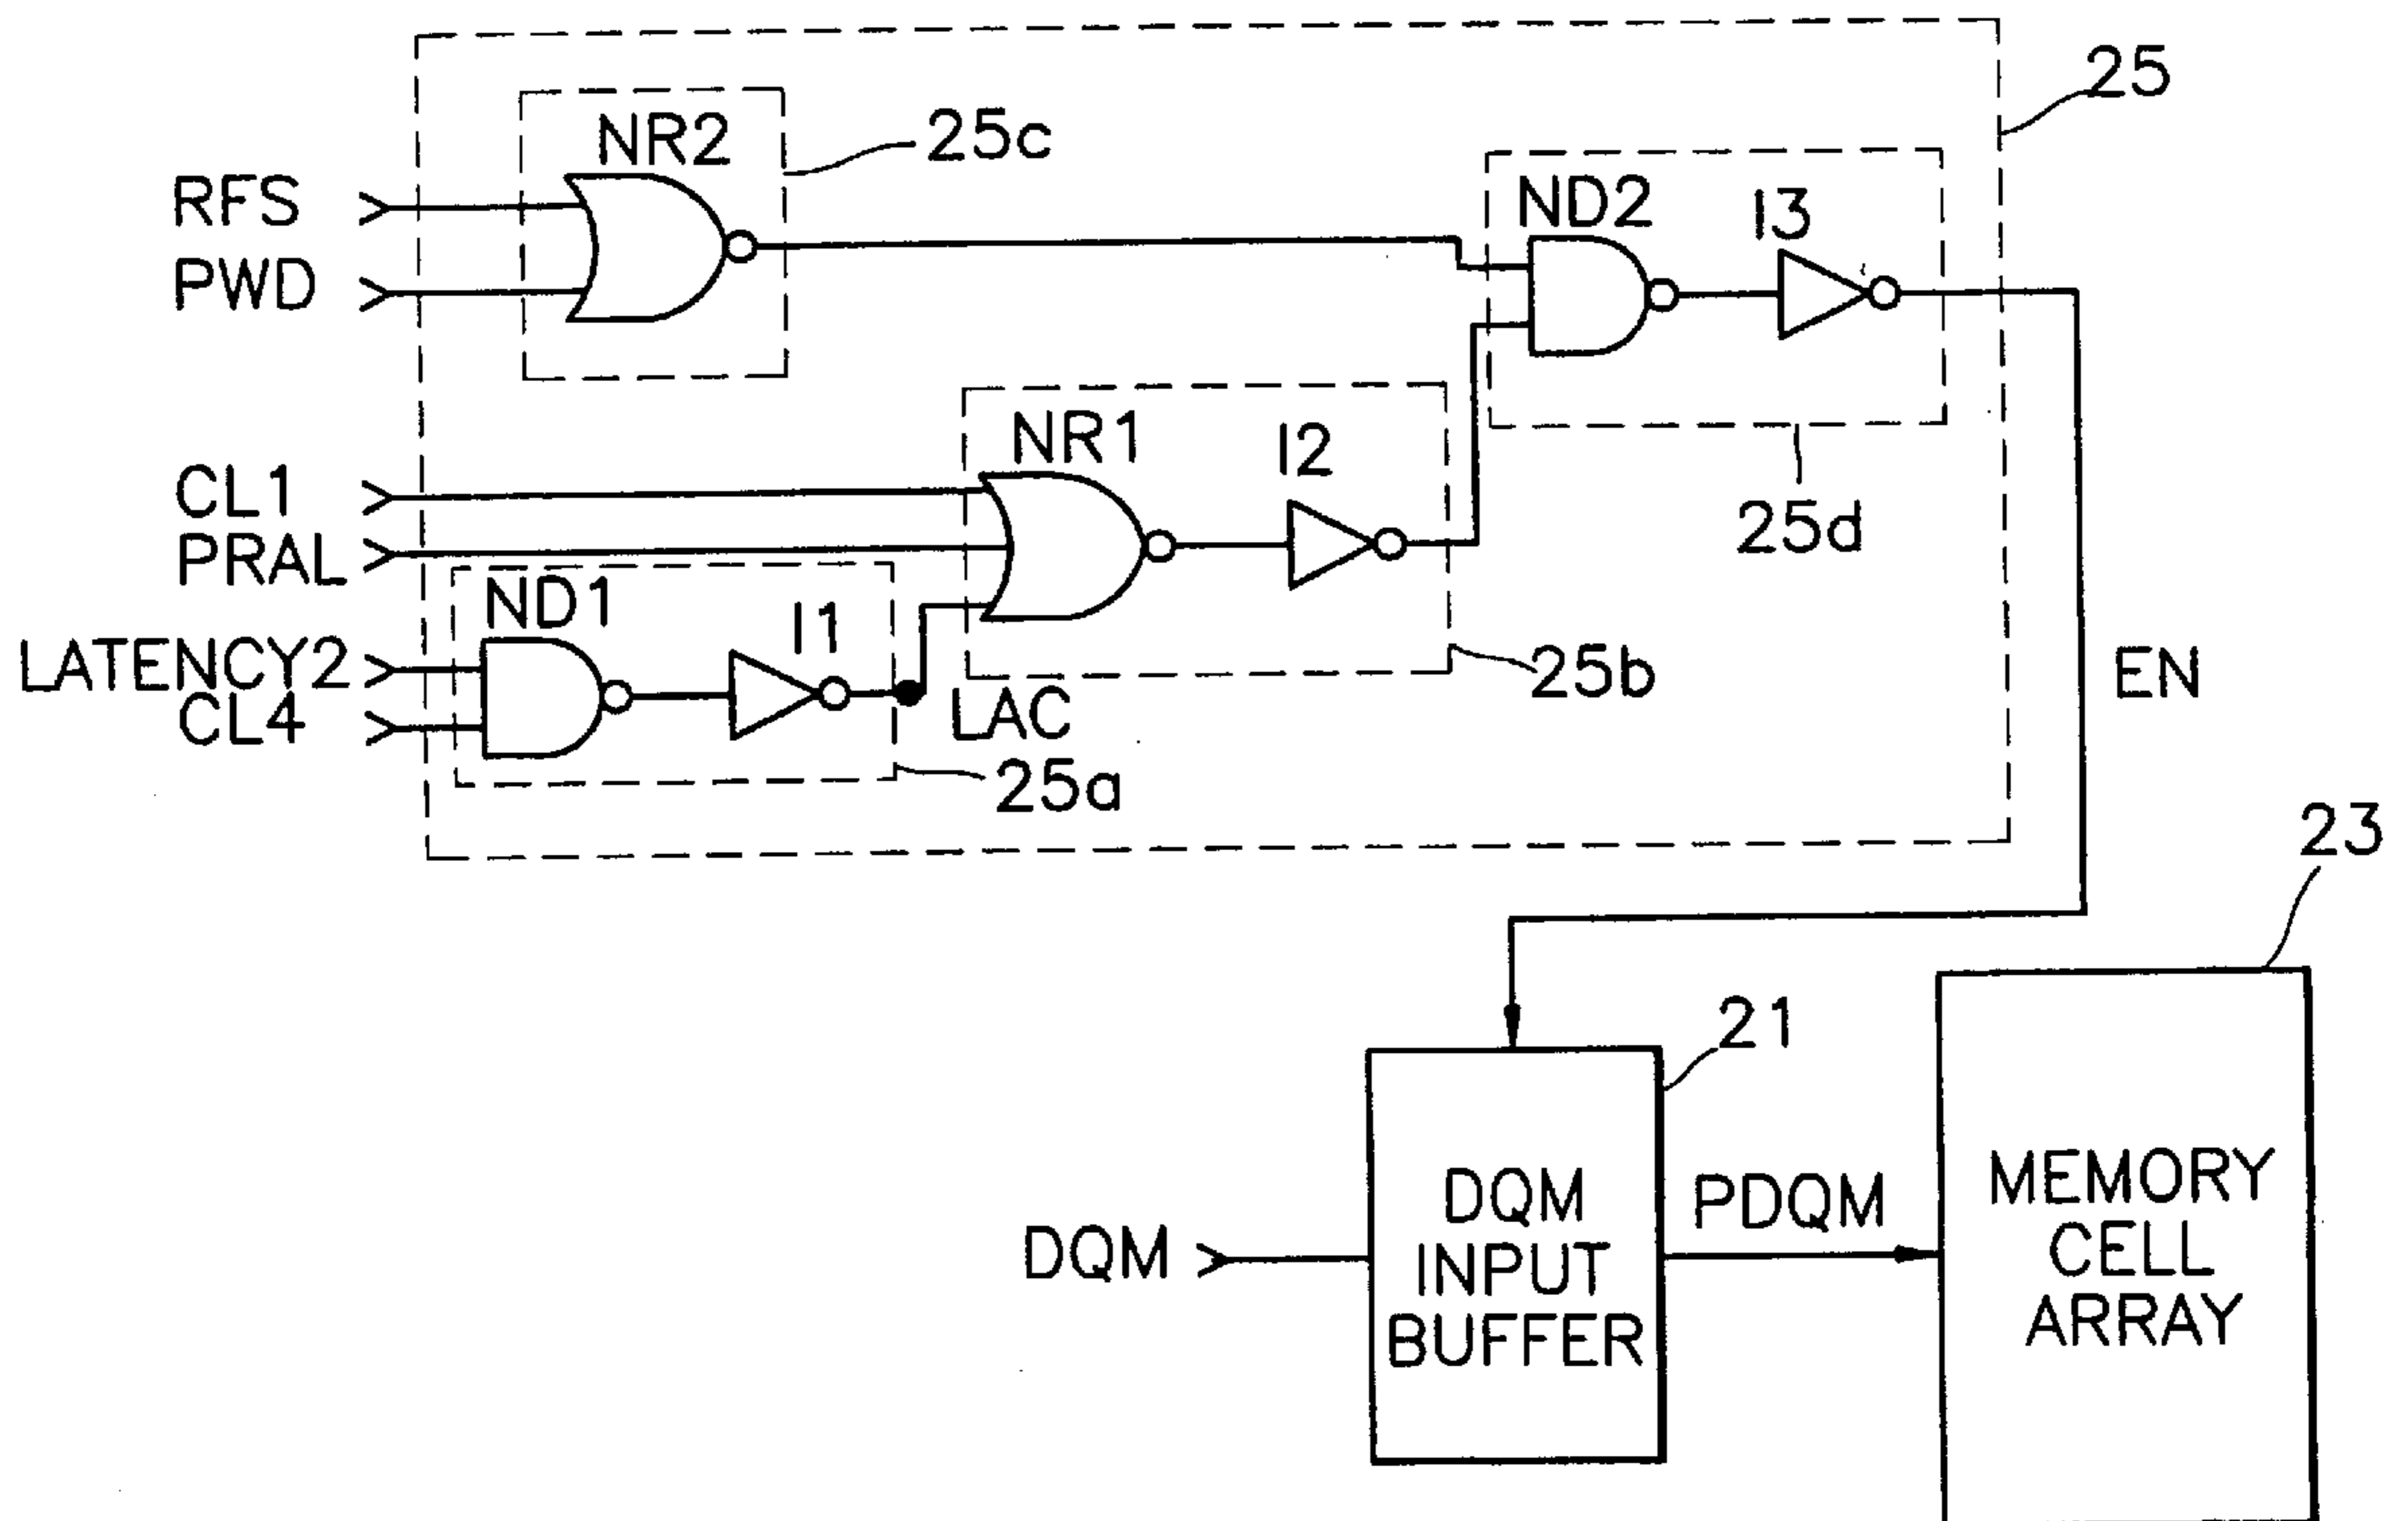 25
NR2
25c
RFS
PWD
ND2
I3
CL1
PRAL
NR1
I2
25d
ND1
I1
LATENCY2
CL4
LAC
25b
EN
25a
23
21
DQM
DQM
INPUT
BUFFER
PDQM
MEMORY
CELL
ARRAY